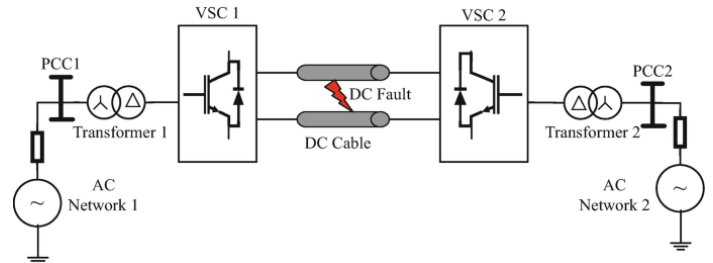 VSC 1
VSC 2
PCC1
PCC2
DC Fault
Transformer 1
DC Cable
Transformer 2
AC
Network 1
~
AC
Network 2
~